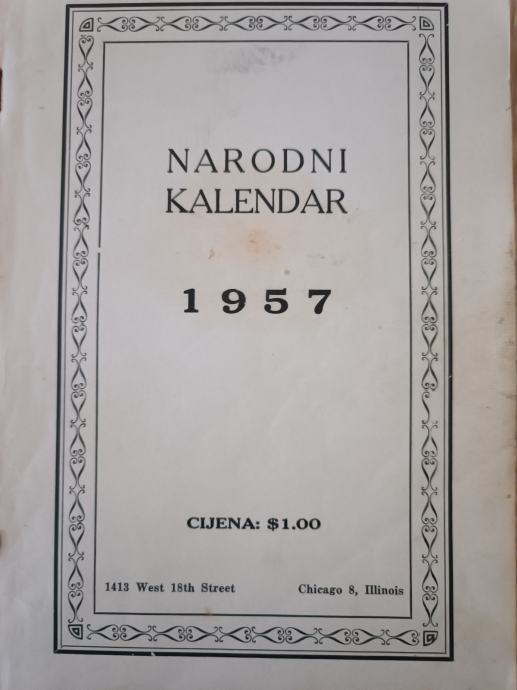 NARODNI
KALENDAR
1957
CIJENA: $1.00
1413 West 18th Street Chicago 8, Illinois